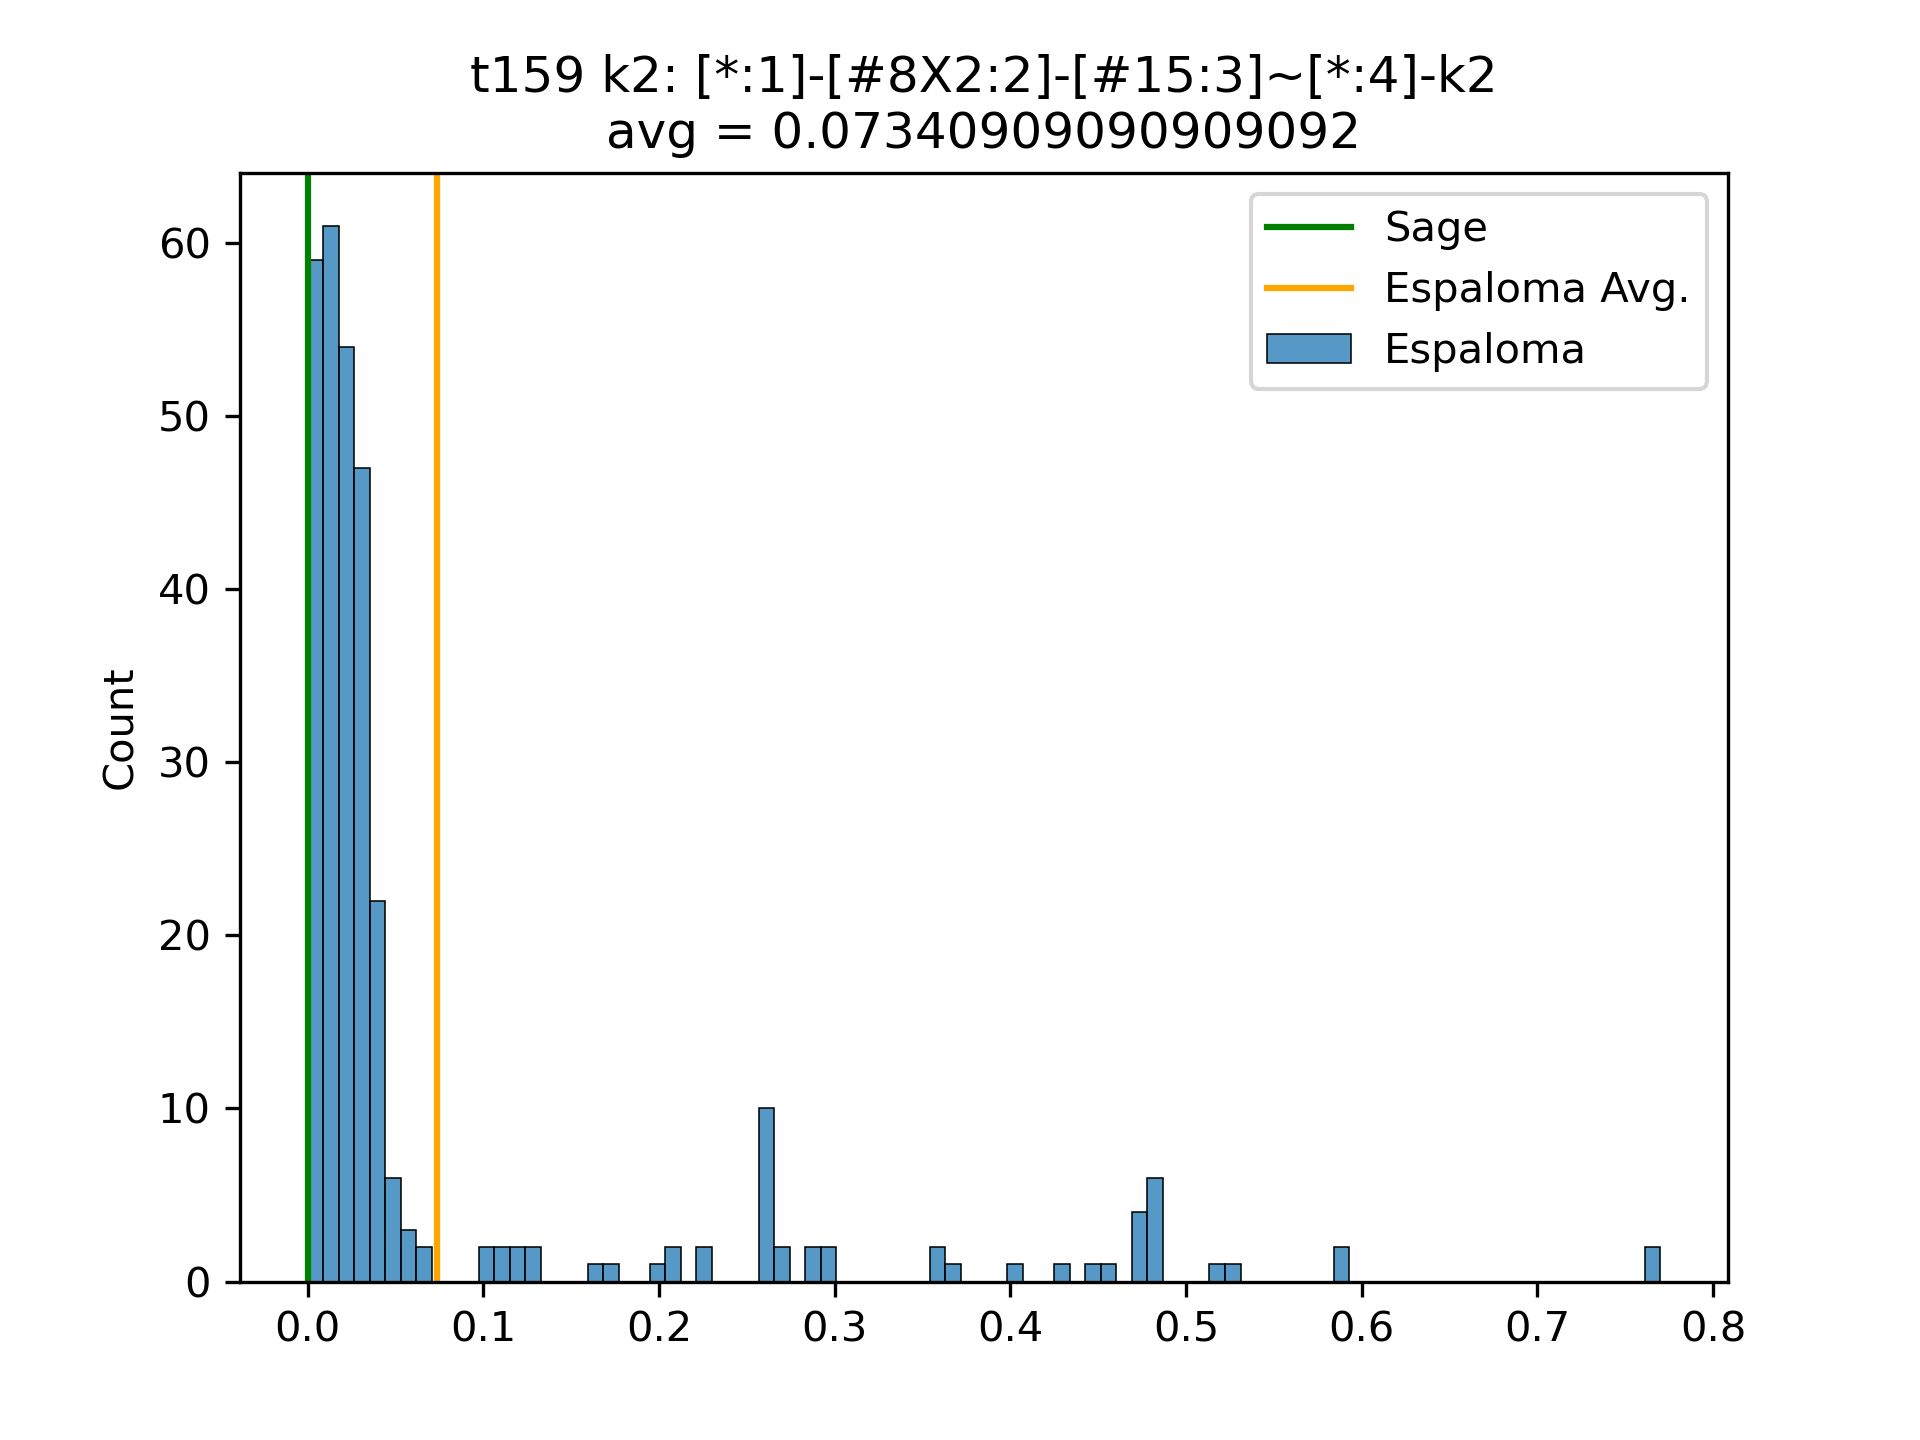 t159 k2: [*:1]-[#8X2:2]-[#15:3]~[*:4]-k2
avg = 0.07340909090909092
Sage
Espaloma Avg.
Espaloma
Count
60
50
40
30
20
10
0
0.0 0.1 0.2 0.3 0.4 0.5 0.6 0.7 0.8